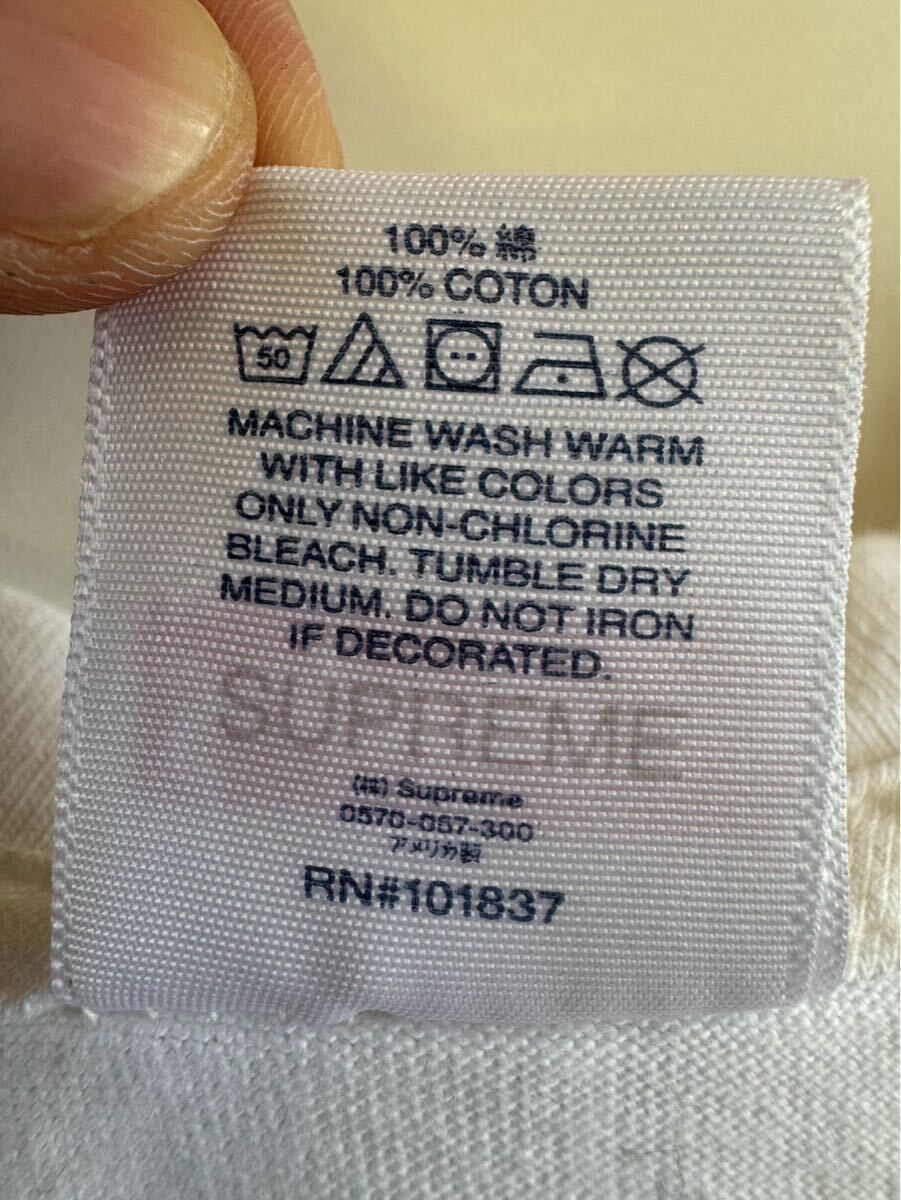 100% 綿
100% COTON
50
MACHINE WASH WARM
WITH LIKE COLORS
ONLY NON-CHLORINE
BLEACH. TUMBLE DRY
MEDIUM. DO NOT IRON
IF DECORATED.
SUPREME
(株) Supreme
0570-057-300
アメリカ製
RN#101837